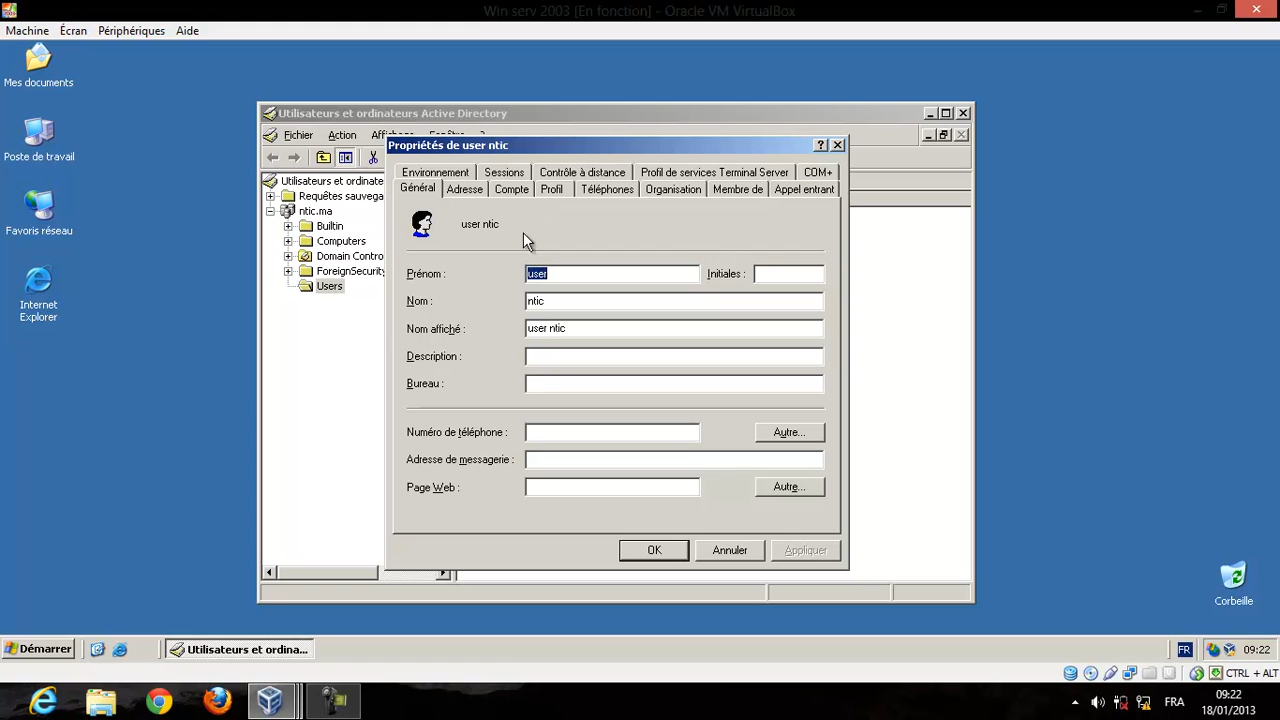 Win serv 2003 [En fonction] - Oracle VM VirtualBox
Machine Écran Périphériques Aide
Mes documents
Poste de travail
Favoris réseau
Internet
Explorer
Utilisateurs et ordinateurs Active Directory
Fichier Action
Utilisateurs et ordinate
Requêtes sauvega
ntic.ma
Builtin
Computers
Domain Contro
ForeignSecurity
Users
Propriétés de user ntic
Environnement Sessions Contrôle à distance Profil de services Terminal Server COM+
Général Adresse Compte Profil Téléphones Organisation Membre de Appel entrant
user ntic
Prénom : user Initiales :
Nom : ntic
Nom affiché : user ntic
Description :
Bureau :
Numéro de téléphone : Autre...
Adresse de messagerie :
Page Web : Autre...
OK Annuler Appliquer
Corbeille
Démarrer Utilisateurs et ordina... FR 09:22
CTRL + ALT
FRA 09:22
18/01/2013